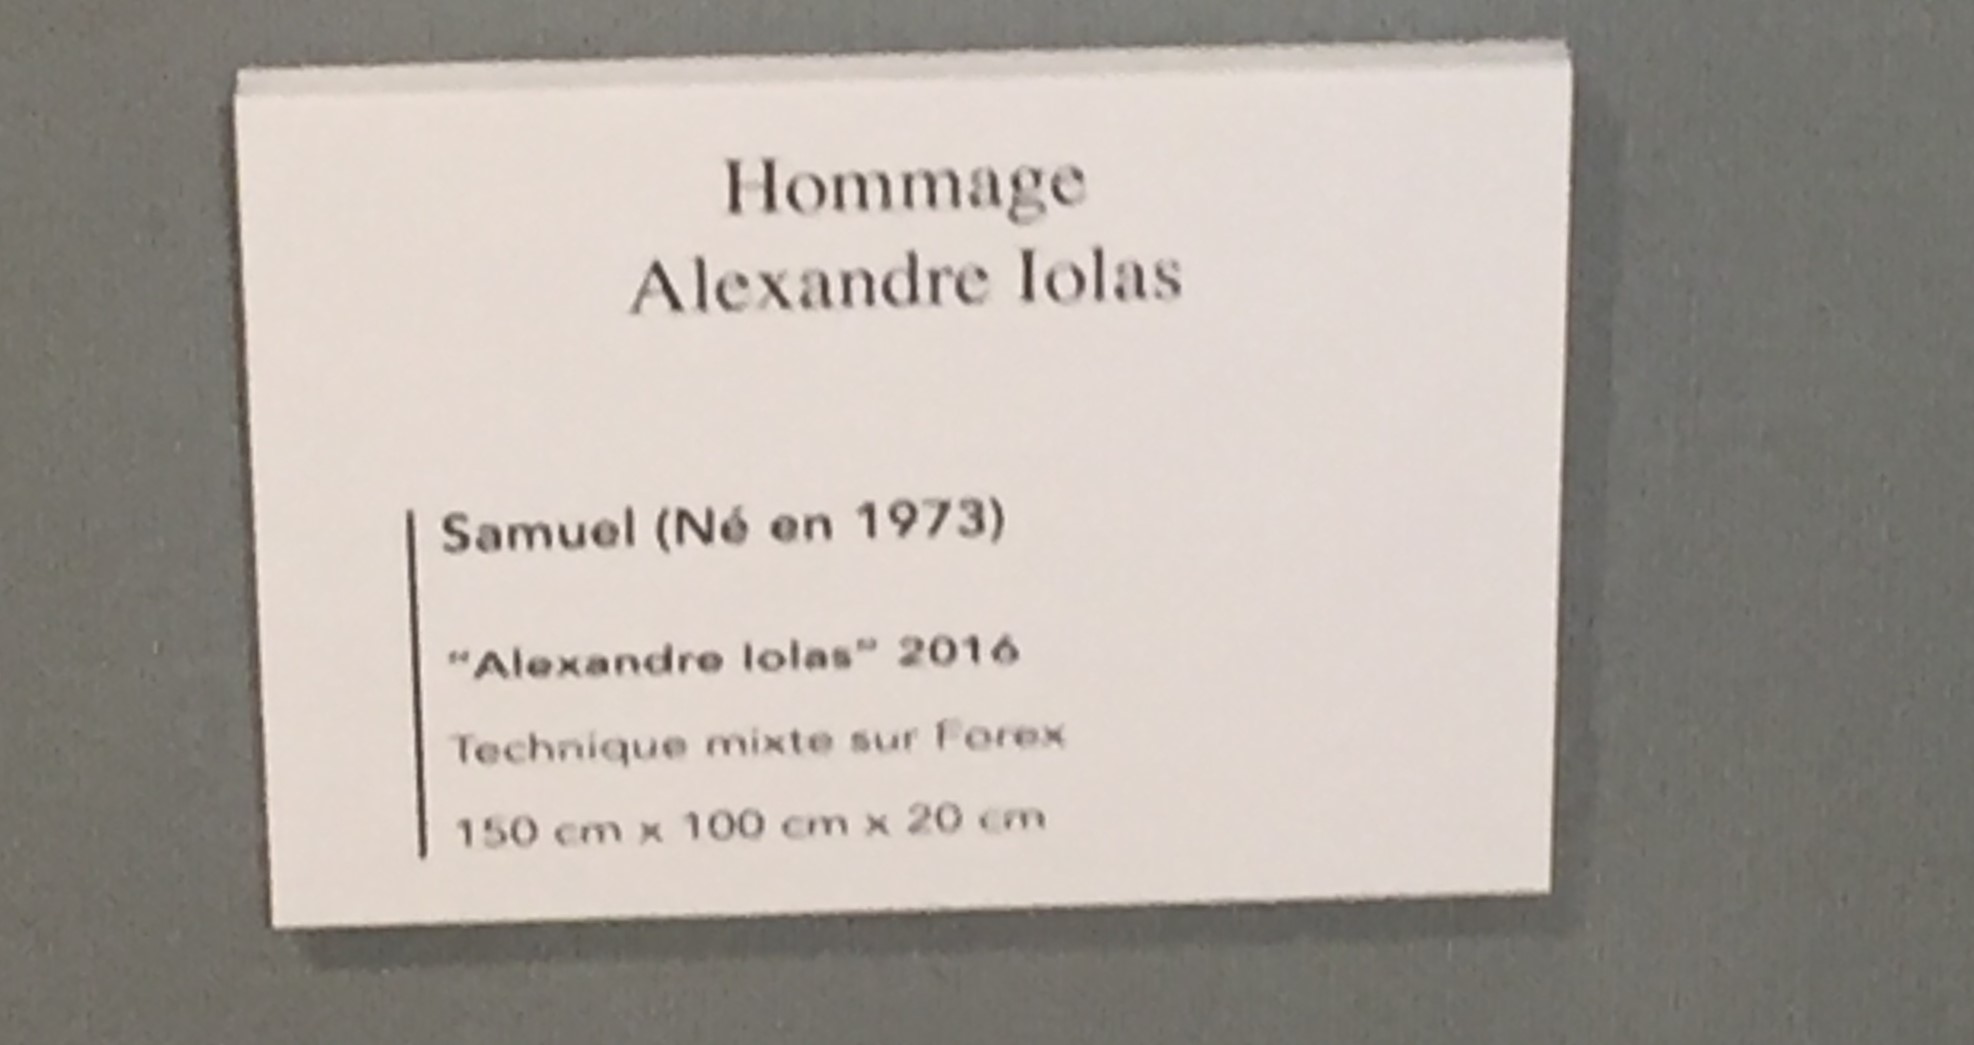 Hommage
Alexandre Iolas
Samuel (Né en 1973)
"Alexandre Iolas" 2016
Technique mixte sur Forex
150 cm x 100 cm x 20 cm